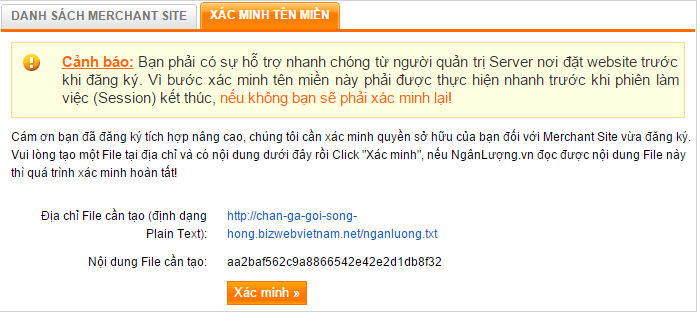 DANH SÁCH MERCHANT SITE
XÁC MINH TÊN MIỀN
Cảnh báo: Bạn phải có sự hỗ trợ nhanh chóng từ người quản trị Server nơi đặt website trước
khi đăng ký. Vì bước xác minh tên miền này phải được thực hiện nhanh trước khi phiên làm
việc (Session) kết thúc, nếu không bạn sẽ phải xác minh lại!
Cám ơn bạn đã đăng ký tích hợp nâng cao, chúng tôi cần xác minh quyền sở hữu của bạn đối với Merchant Site vừa đăng ký.
Vui lòng tạo một File tại địa chỉ và có nội dung dưới đây rồi Click "Xác minh", nếu NgânLượng.vn đọc được nội dung File này
thì quá trình xác minh hoàn tất!
Địa chỉ File cần tạo (định dạng
Plain Text):
http://chan-ga-goi-song-
hong.bizwebvietnam.net/nganluong.txt
Nội dung File cần tạo:
aa2baf562c9a8866542e42e2d1db8f32
Xác minh »